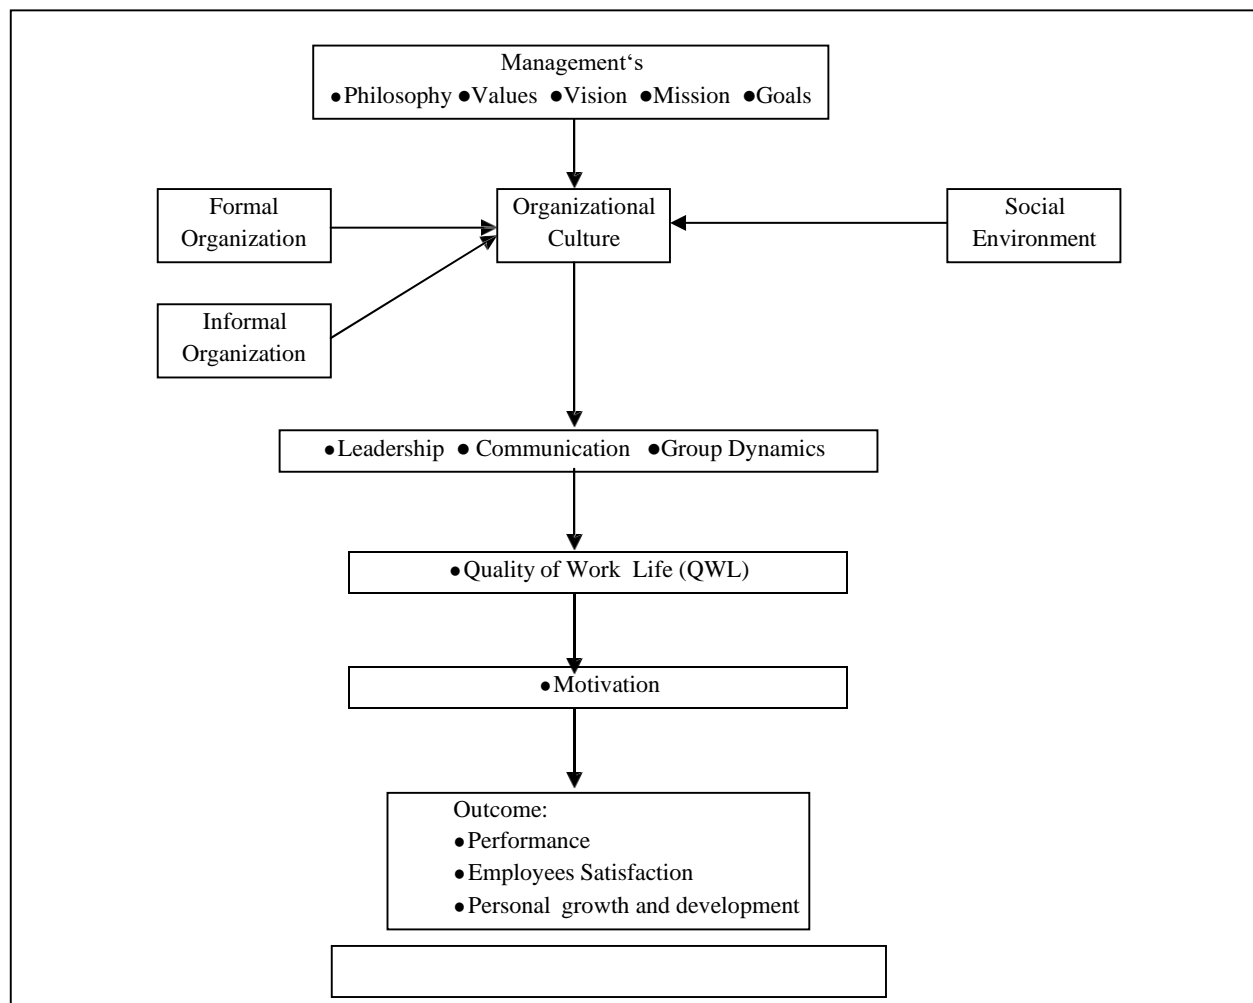 Management‘s
●Philosophy ●Values ●Vision ●Mission ●Goals
Formal
Organization
Organizational
Culture
Social
Environment
Informal
Organization
●Leadership ● Communication ●Group Dynamics
●Quality of Work Life (QWL)
●Motivation
Outcome:
●Performance
●Employees Satisfaction
●Personal growth and development